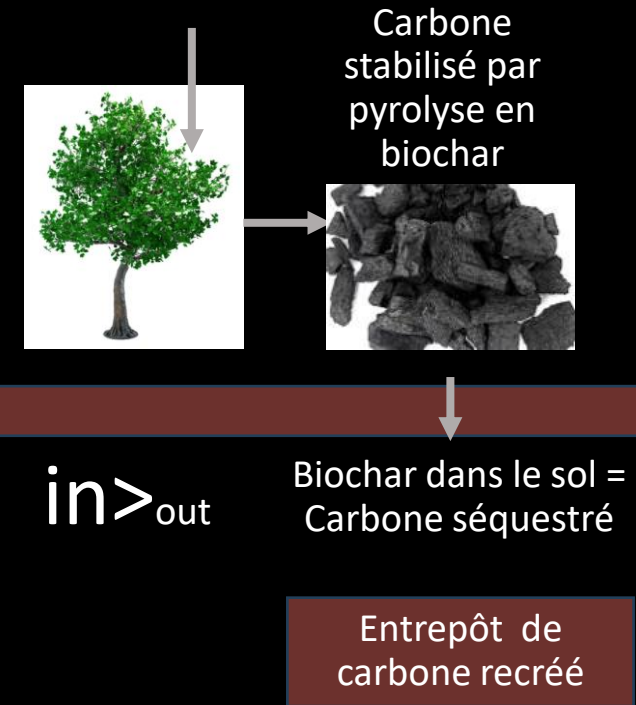 Carbone
stabilisé par
pyrolyse en
biochar
in>out
Biochar dans le sol =
Carbone séquestré
Entrepôt de
carbone recréé